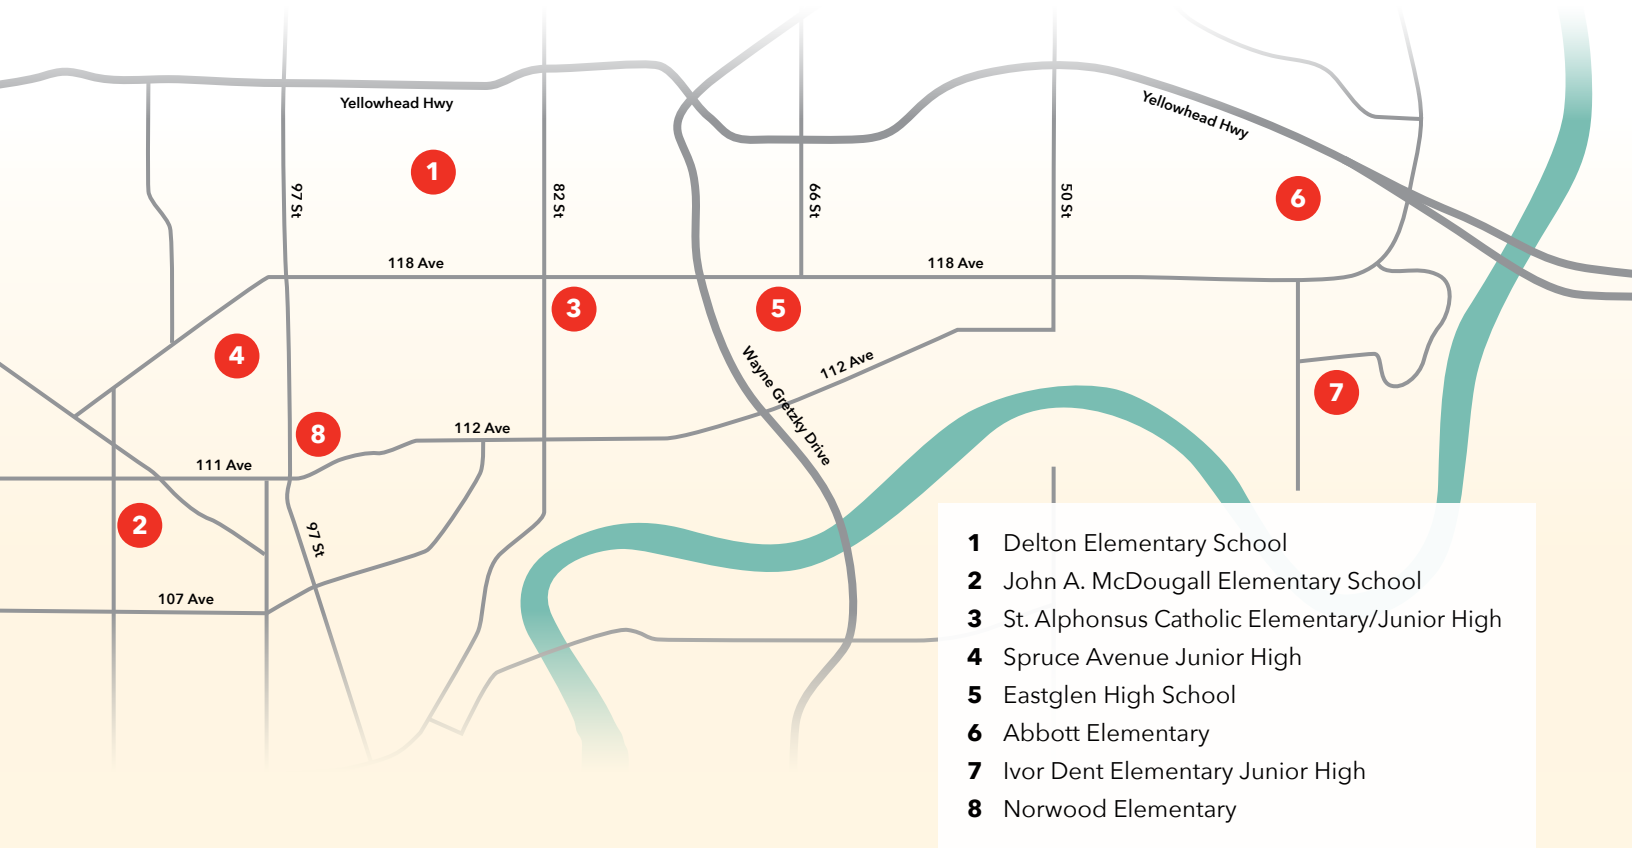 Yellowhead Hwy
Yellowhead Hwy
1
6
97 St
82 St
66 St
50 St
118 Ave
118 Ave
3
5
4
Wayne Gretzky Drive
112 Ave
7
8
112 Ave
111 Ave
2
97 St
107 Ave
1 Delton Elementary School
2 John A. McDougall Elementary School
3 St. Alphonsus Catholic Elementary/Junior High
4 Spruce Avenue Junior High
5 Eastglen High School
6 Abbott Elementary
7 Ivor Dent Elementary Junior High
8 Norwood Elementary